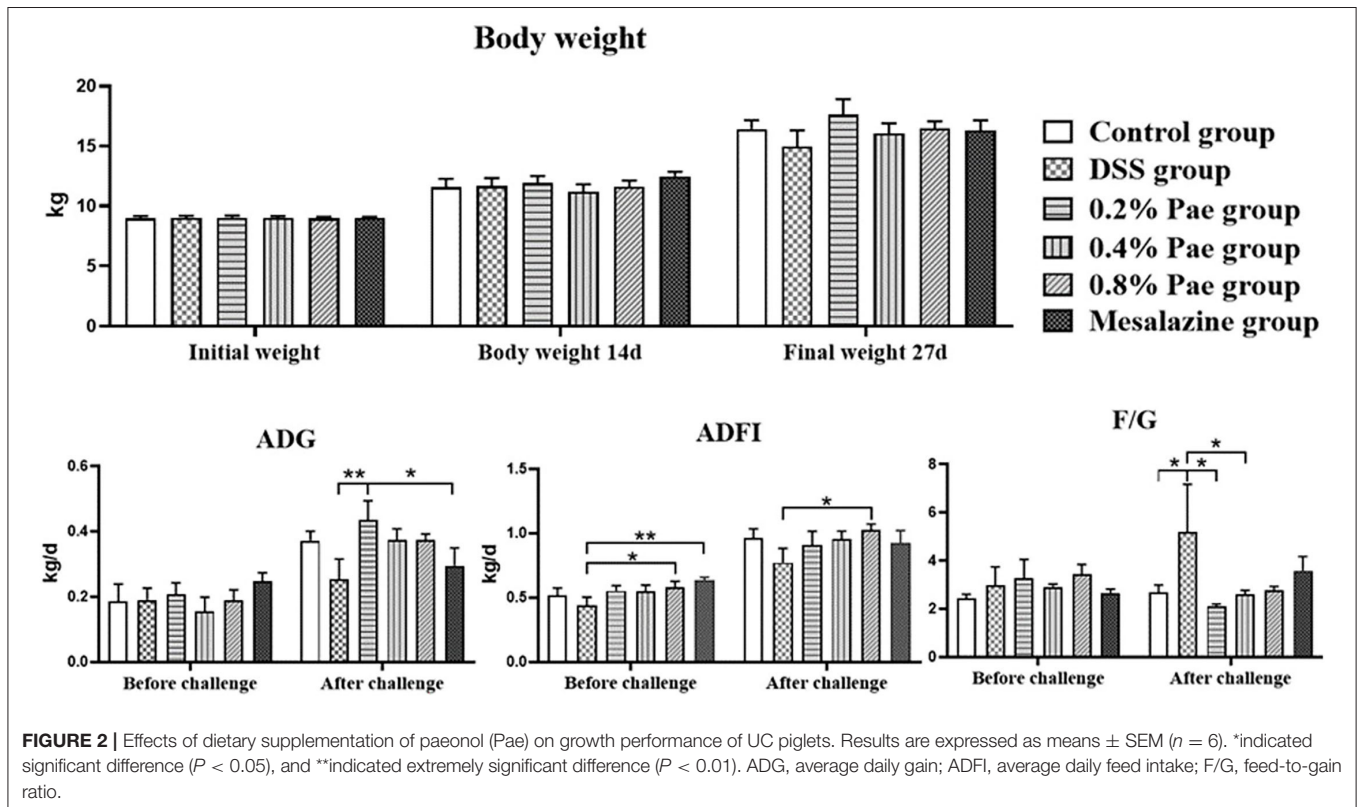 Body weight
20
15
10
5
0
kg
Initial weight
Body weight 14d
Final weight 27d
Control group
DSS group
0.2% Pae group
0.4% Pae group
0.8% Pae group
Mesalazine group
ADG
0.6
0.4
0.2
0.0
kg/d
** *
Before challenge
After challenge
ADFI
1.5
1.0
0.5
0.0
kg/d
**
*
*
Before challenge
After challenge
F/G
8
6
4
2
0
*
* *
Before challenge
After challenge
FIGURE 2 | Effects of dietary supplementation of paeonol (Pae) on growth performance of UC piglets. Results are expressed as means ± SEM (n = 6). *indicated
significant difference (P < 0.05), and **indicated extremely significant difference (P < 0.01). ADG, average daily gain; ADFI, average daily feed intake; F/G, feed-to-gain
ratio.